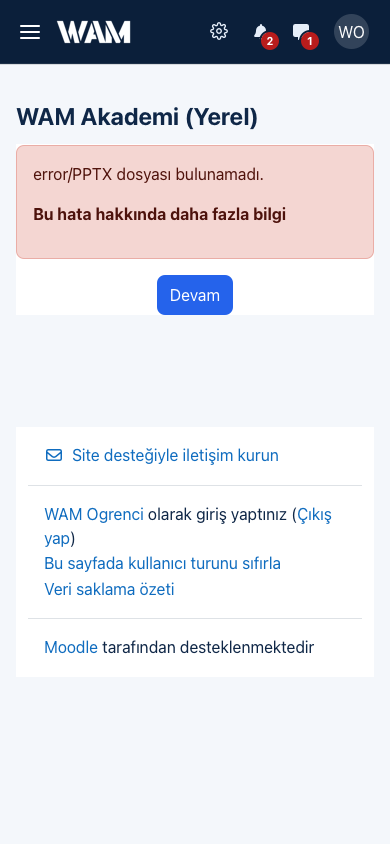 WAM
2
1
WO
WAM Akademi (Yerel)
error/PPTX dosyası bulunamadı.
Bu hata hakkında daha fazla bilgi
Devam
Site desteğiyle iletişim kurun
WAM Ogrenci olarak giriş yaptınız (Çıkış
yap)
Bu sayfada kullanıcı turunu sıfırla
Veri saklama özeti
Moodle tarafından desteklenmektedir